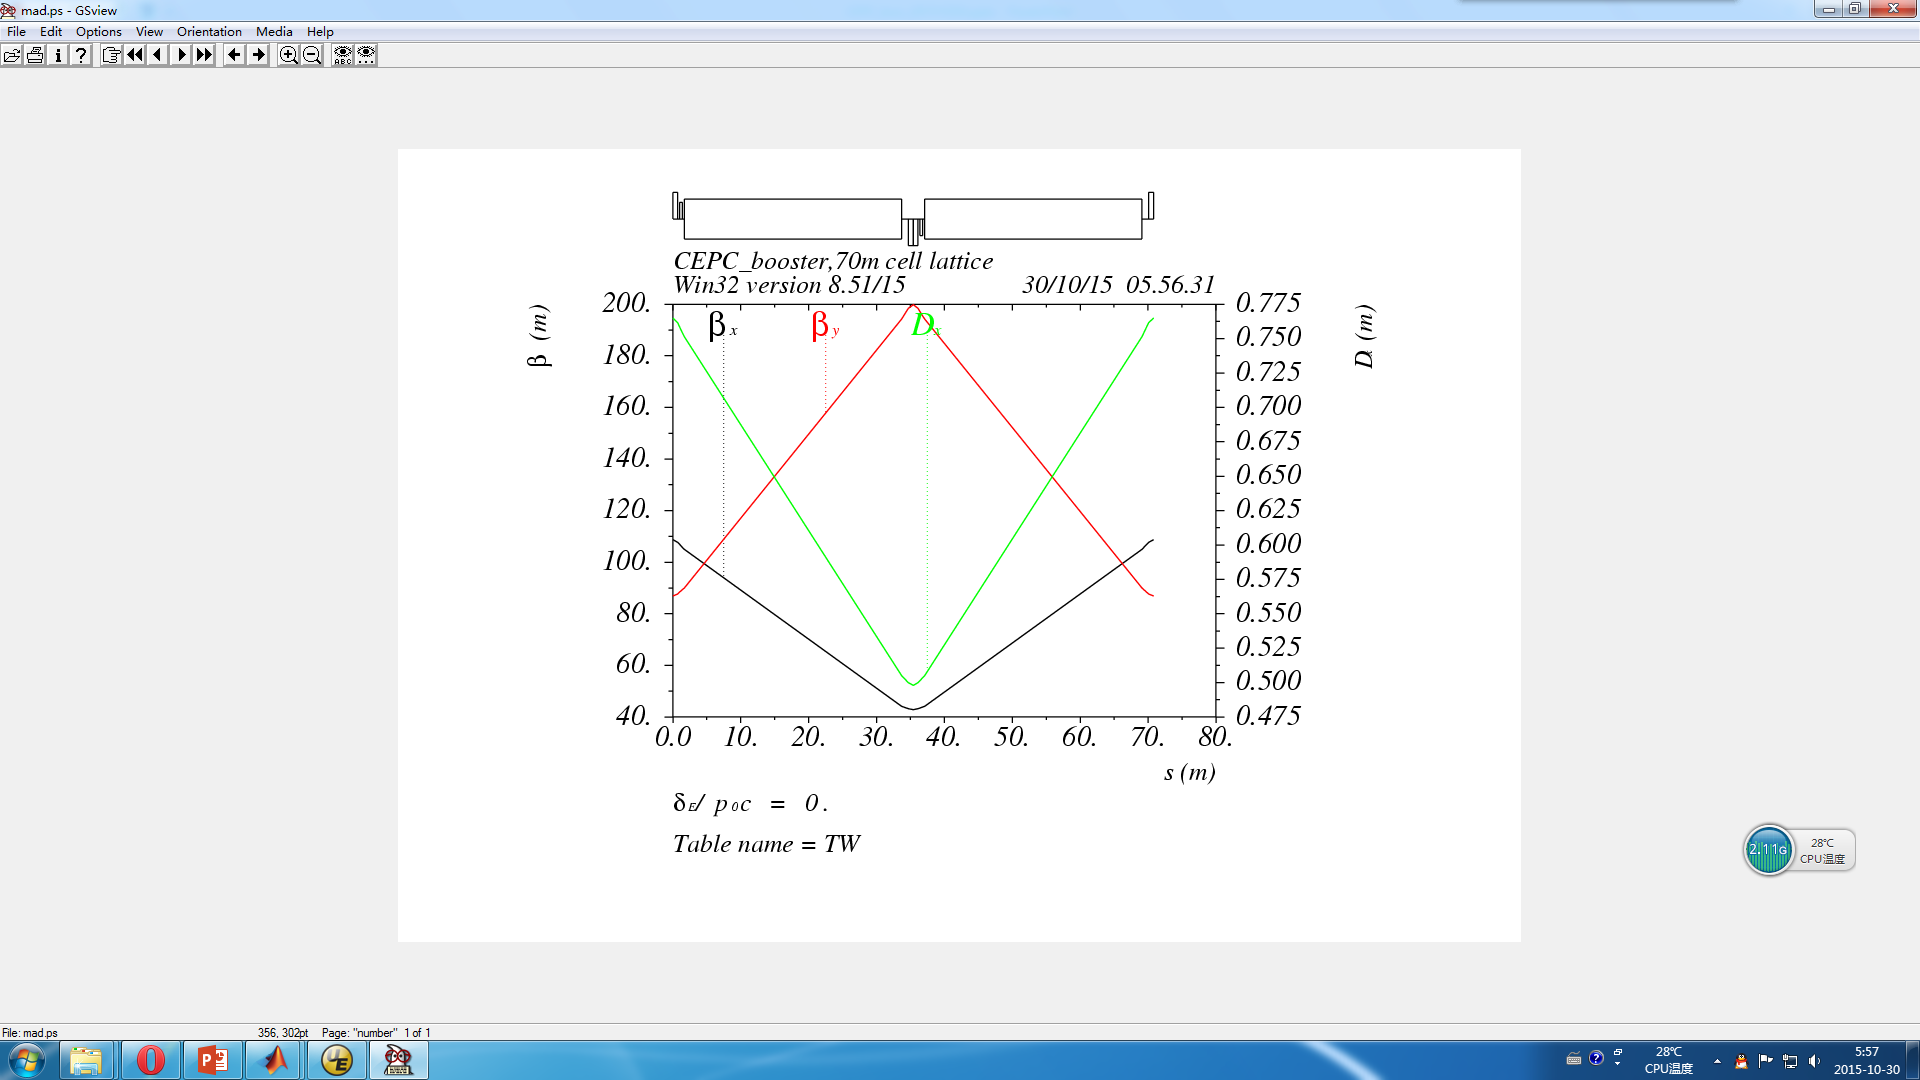 mad.ps - GSview
File Edit Options View Orientation Media Help
CEPC_booster,70m cell lattice
Win32 version 8.51/15 30/10/15 05.56.31
β (m)
200.
180.
160.
140.
120.
100.
80.
60.
40.
βx βy Dx
0.775
0.750
0.725
0.700
0.675
0.650
0.625
0.600
0.575
0.550
0.525
0.500
0.475
Dx (m)
0.0 10. 20. 30. 40. 50. 60. 70. 80.
s (m)
δE/ p0c = 0.
Table name = TW
2.11G
28℃
CPU温度
File: mad.ps 356, 302pt Page: "number" 1 of 1
28℃
CPU温度
5:57
2015-10-30